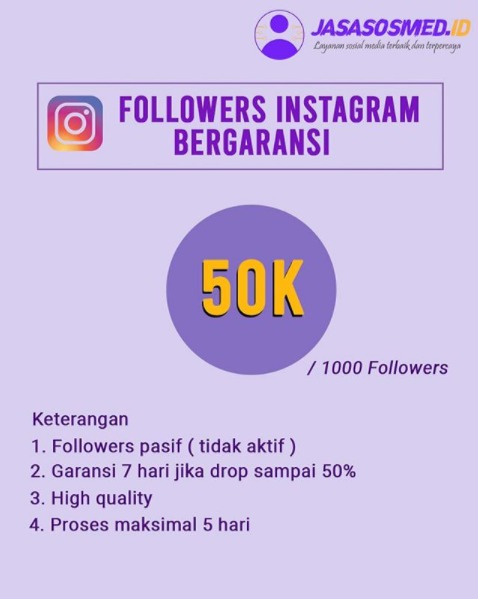 JASASOSMED.ID
Layanan sosial media terbaik dan terpercaya
FOLLOWERS INSTAGRAM
BERGARANSI
50K
/ 1000 Followers
Keterangan
1. Followers pasif ( tidak aktif )
2. Garansi 7 hari jika drop sampai 50%
3. High quality
4. Proses maksimal 5 hari